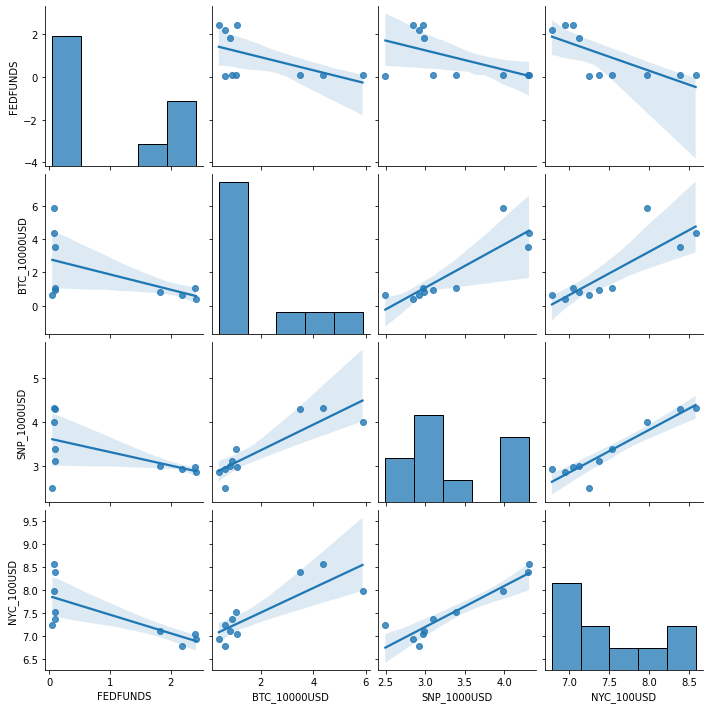 2
0
−2
−4
FEDFUNDS
6
4
2
0
BTC_10000USD
5
4
3
SNP_1000USD
9.5
9.0
8.5
8.0
7.5
7.0
6.5
NYC_100USD
0 1 2
FEDFUNDS
2 4 6
BTC_10000USD
2.5 3.0 3.5 4.0
SNP_1000USD
7.0 7.5 8.0 8.5
NYC_100USD